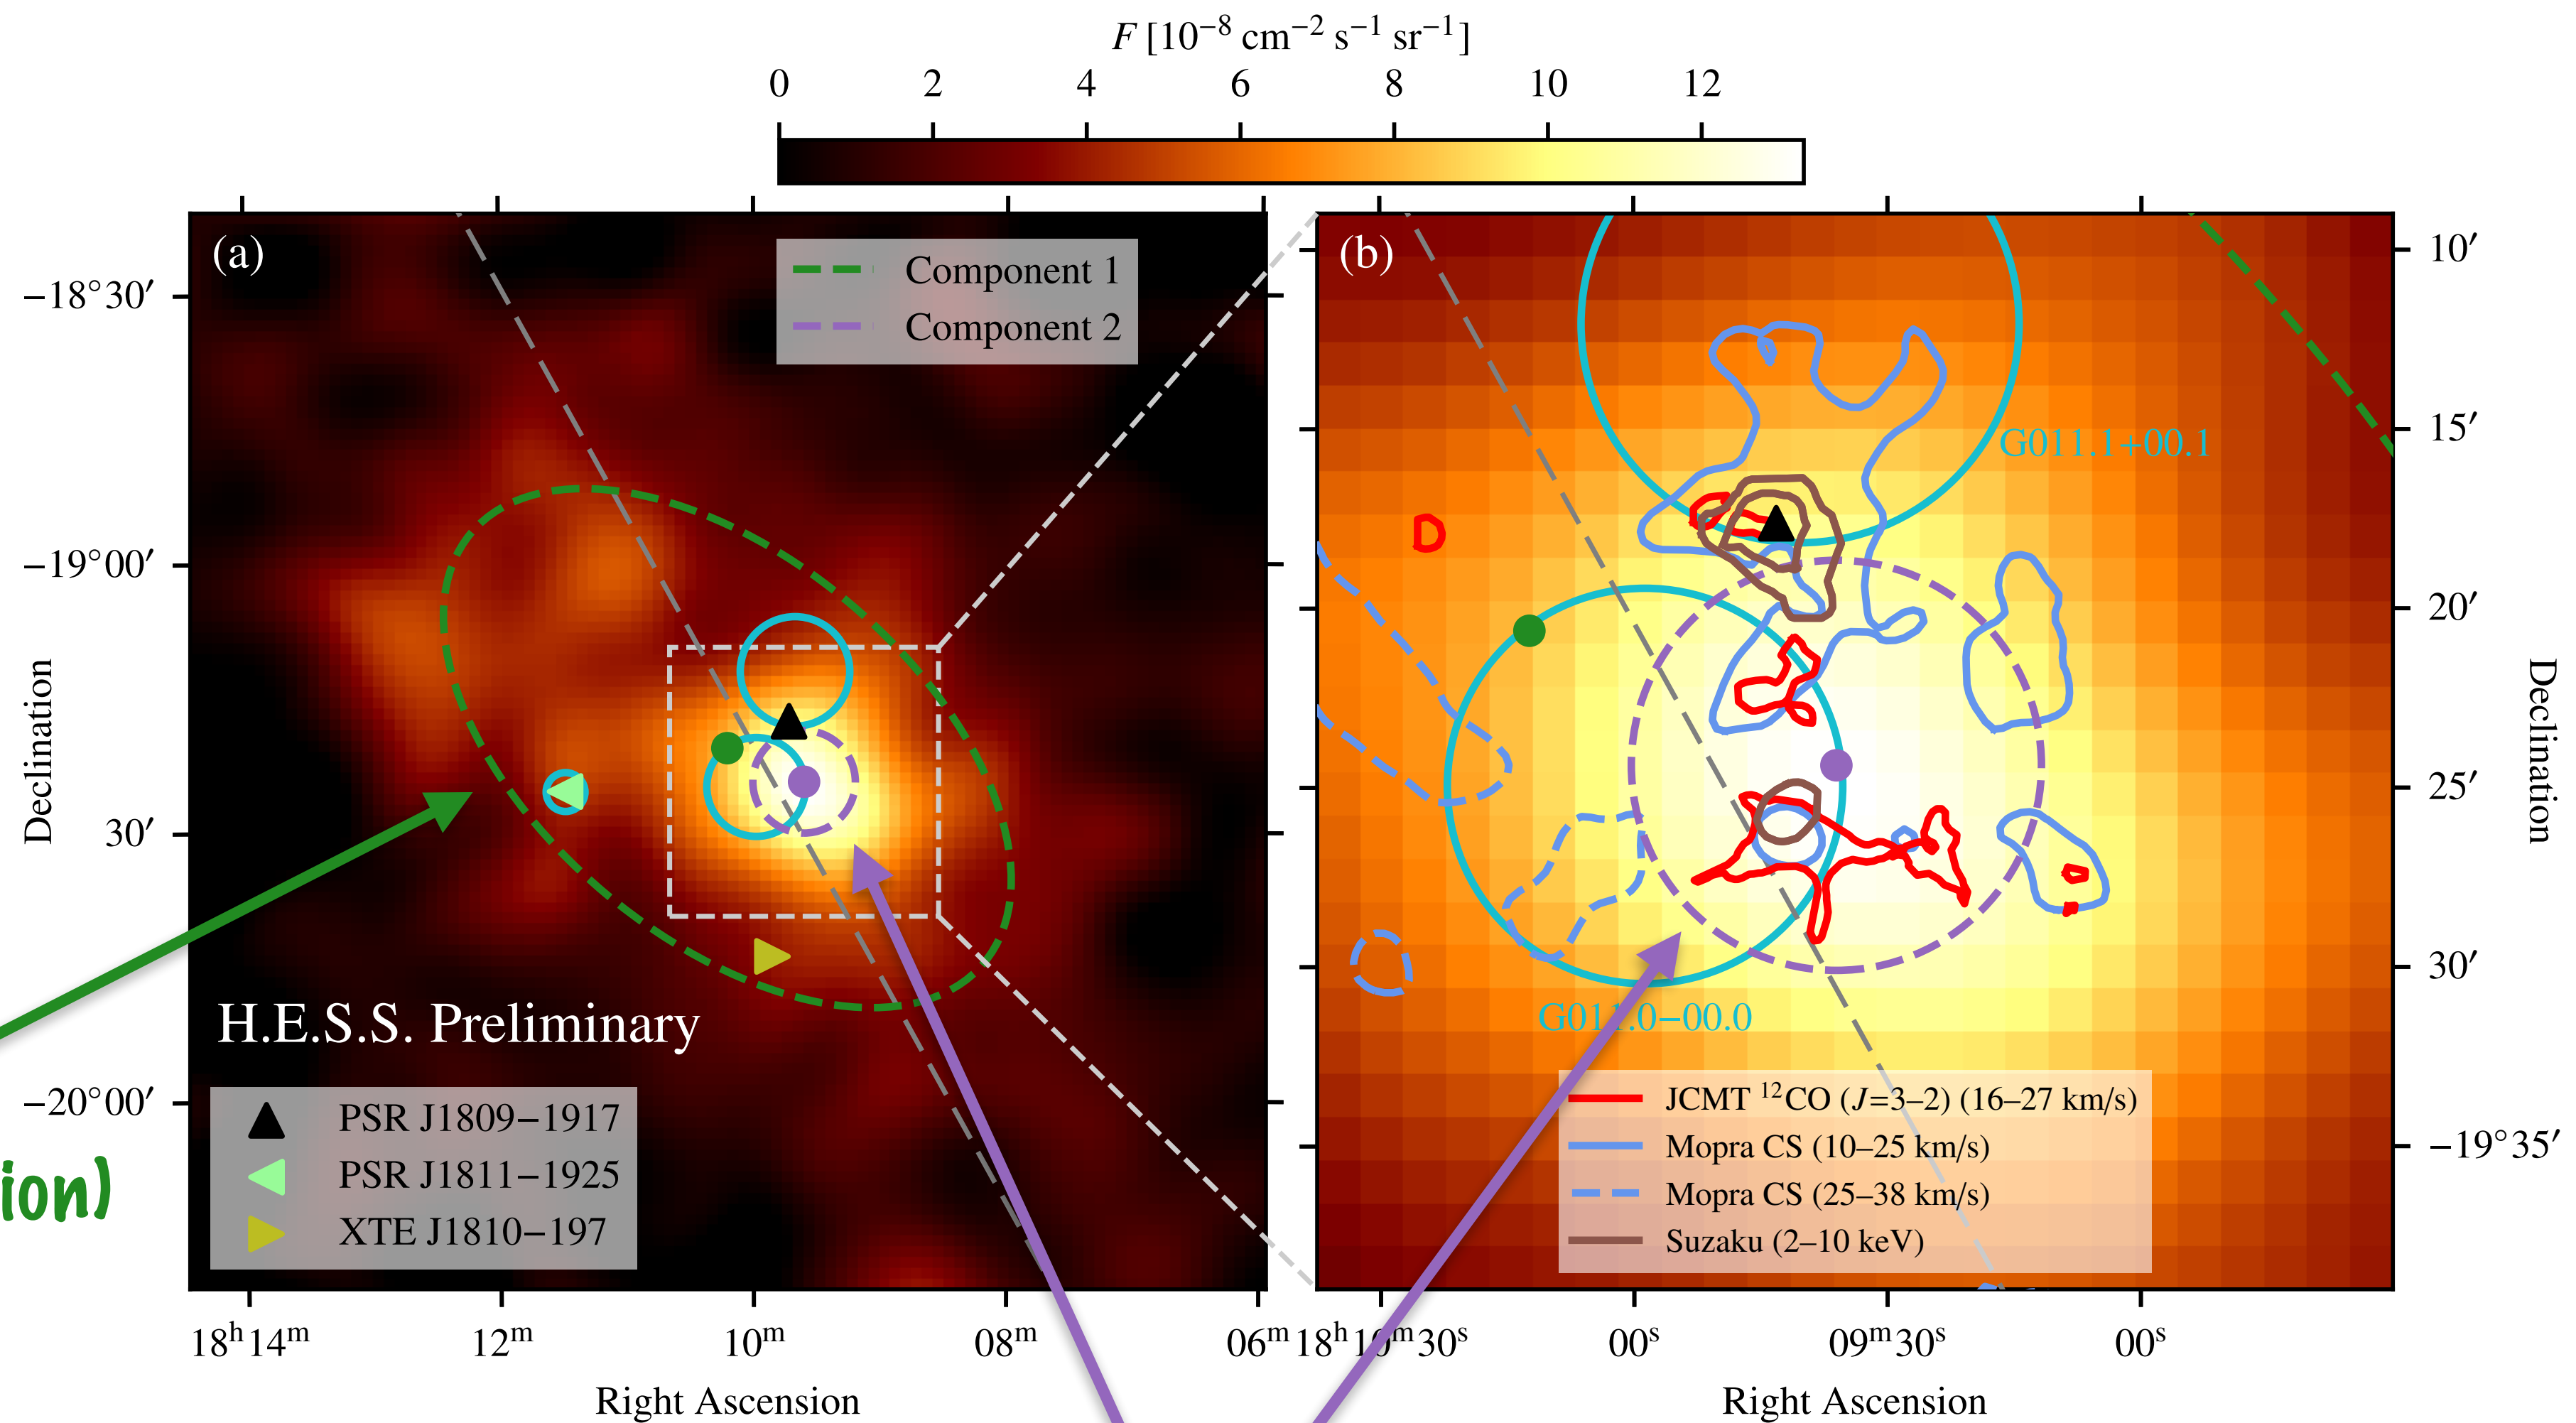 F [10⁻⁸ cm⁻² s⁻¹ sr⁻¹]
0 2 4 6 8 10 12
(a)
Component 1
Component 2
−18°30′
−19°00′
30′
−20°00′
Declination
H.E.S.S. Preliminary
PSR J1809−1917
PSR J1811−1925
XTE J1810−197
18ʰ14ᵐ 12ᵐ 10ᵐ 08ᵐ 06ᵐ
Right Ascension
ion)
(b)
G011.1+00.1
G011.0−00.0
JCMT ¹²CO (J=3–2) (16–27 km/s)
Mopra CS (10–25 km/s)
Mopra CS (25–38 km/s)
Suzaku (2–10 keV)
10′
15′
20′
25′
30′
−19°35′
Declination
18ʰ10ᵐ30ˢ 00ˢ 09ᵐ30ˢ 00ˢ
Right Ascension